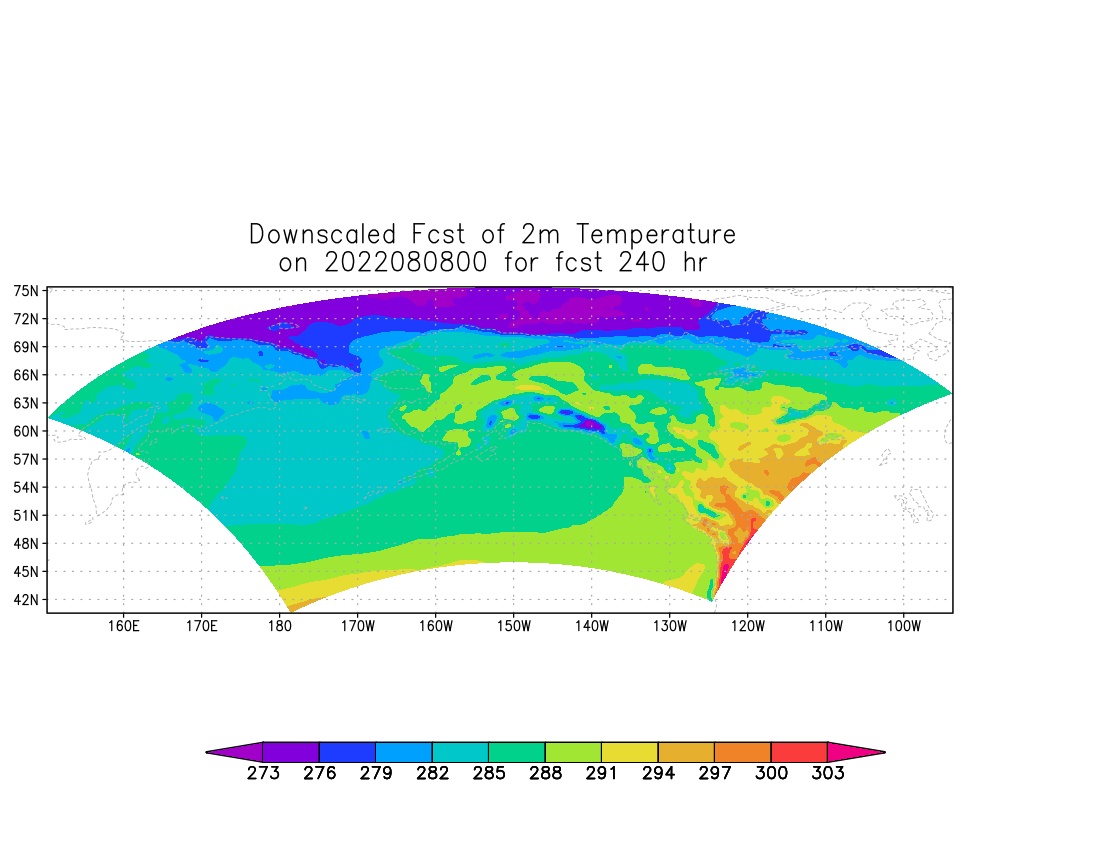 Downscaled Fcst of 2m Temperature
on 2022080800 for fcst 240 hr
75N
72N
69N
66N
63N
60N
57N
54N
51N
48N
45N
42N
160E 170E 180 170W 160W 150W 140W 130W 120W 110W 100W
273 276 279 282 285 288 291 294 297 300 303